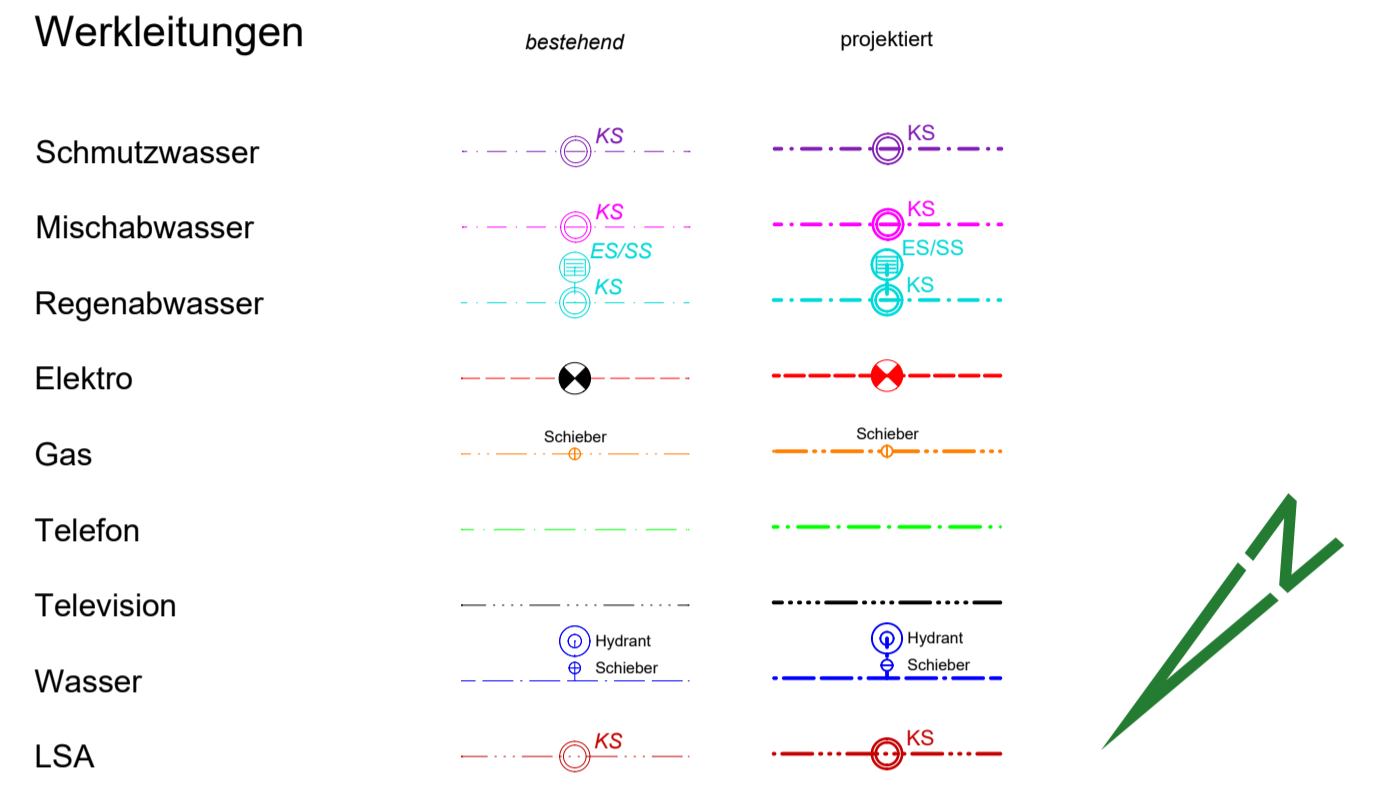 Werkleitungen bestehend projektiert
Schmutzwasser KS KS
Mischabwasser KS KS
ES/SS ES/SS
Regenabwasser KS KS
Elektro
Schieber Schieber
Gas
Telefon
Television
Hydrant Hydrant
Schieber Schieber
Wasser
LSA KS KS
N